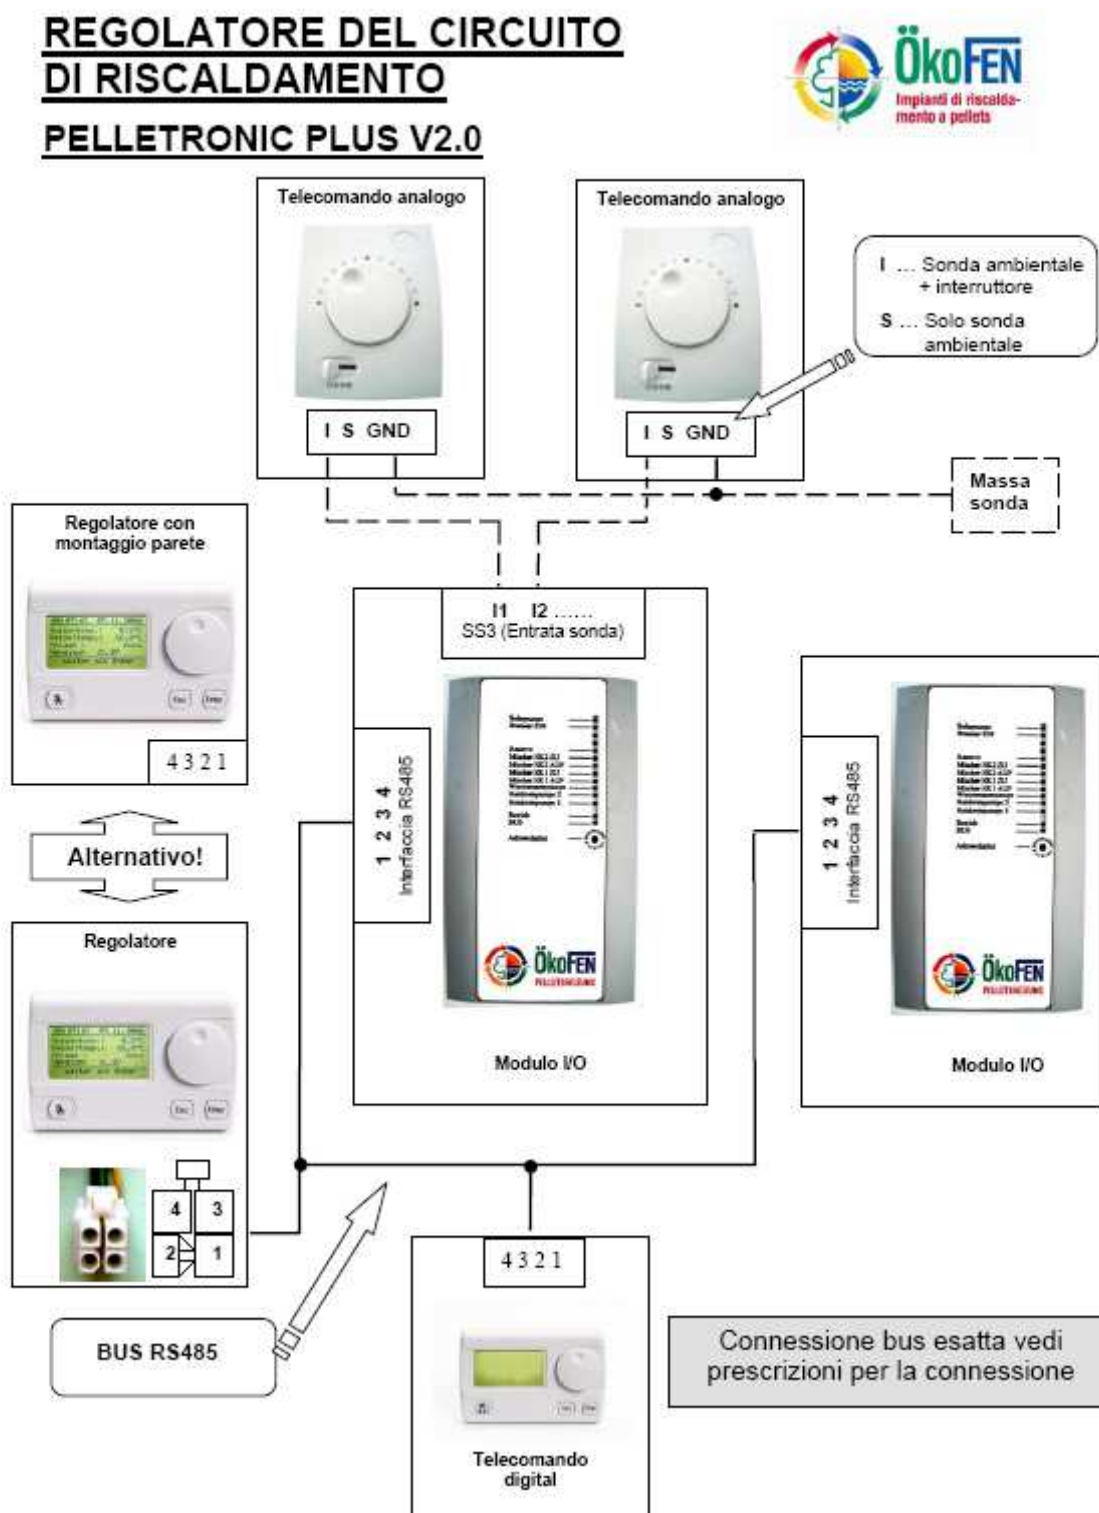 REGOLATORE DEL CIRCUITO
DI RISCALDAMENTO
PELLETRONIC PLUS V2.0
ÖkoFEN
Impianti di riscalda-
mento a pellets
Telecomando analogo
Telecomando analogo
I ... Sonda ambientale
+ interruttore
S ... Solo sonda
ambientale
I S GND
I S GND
Massa
sonda
Regolatore con
montaggio parete
I1 I2 ......
SS3 (Entrata sonda)
4 3 2 1
1 2 3 4
Interfaccia RS485
1 2 3 4
Interfaccia RS485
Alternativo!
Regolatore
ÖkoFEN
PELLETSHEIZUNG
ÖkoFEN
PELLETSHEIZUNG
Modulo I/O
Modulo I/O
4 3
2 1
4 3 2 1
BUS RS485
Connessione bus esatta vedi
prescrizioni per la connessione
Telecomando
digital